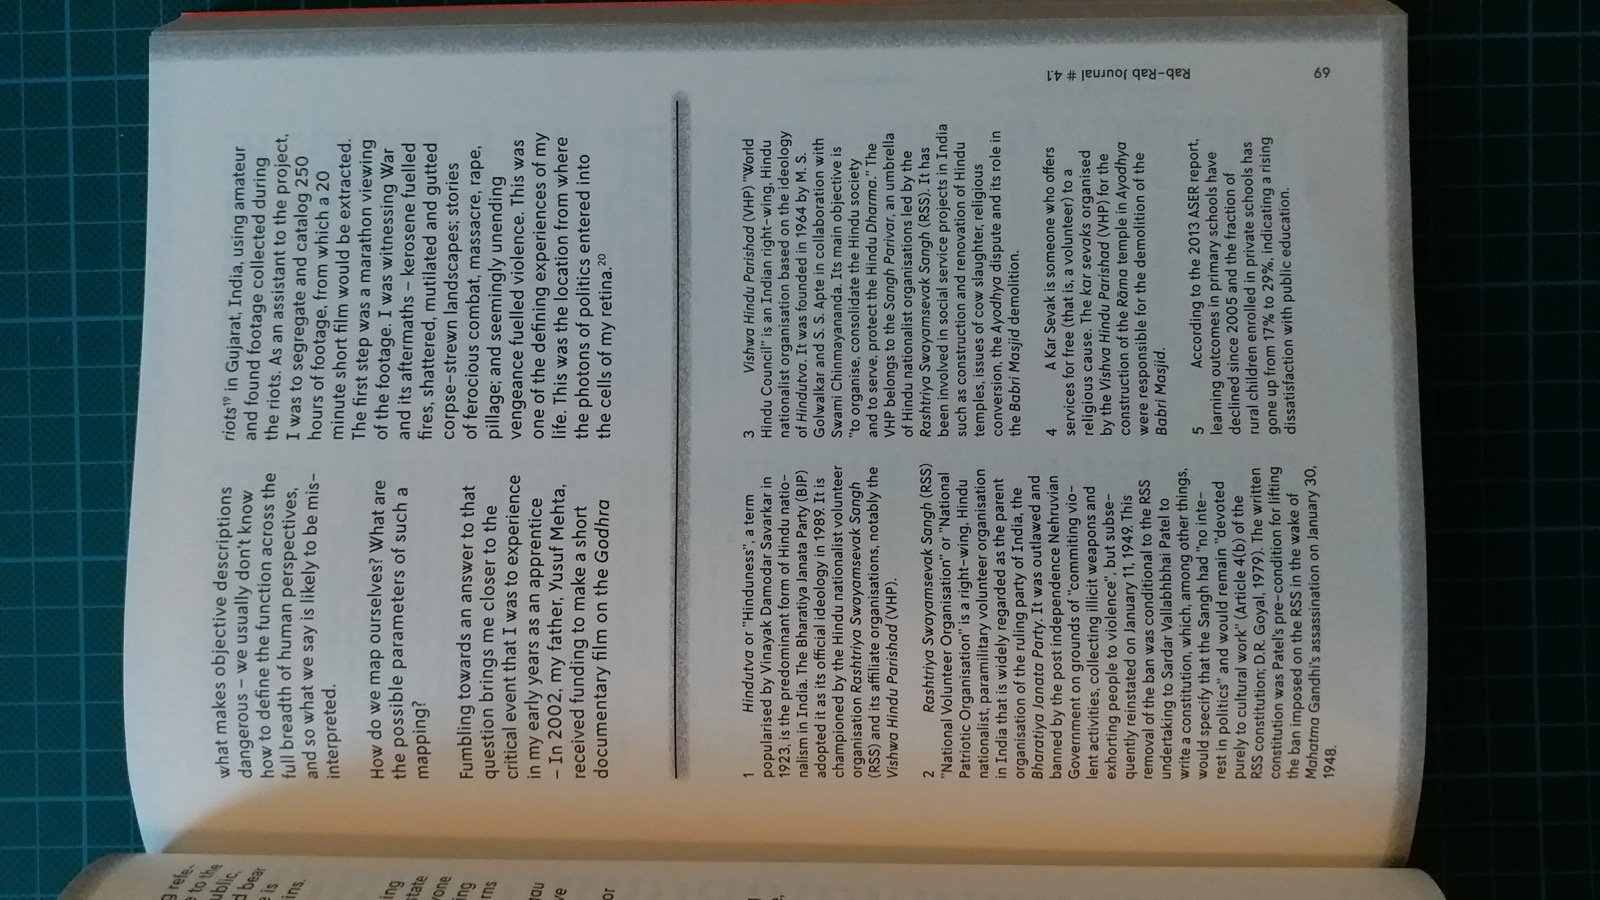 g refe-
e to the
ublic.
d bear
e is
ins.
ing
state
yone
ing
rns
gau
ve
or
what makes objective descriptions
dangerous – we usually don't know
how to define the function across the
full breadth of human perspectives,
and so what we say is likely to be mis-
interpreted.
How do we map ourselves? What are
the possible parameters of such a
mapping?
Fumbling towards an answer to that
question brings me closer to the
critical event that I was to experience
in my early years as an apprentice
– In 2002, my father, Yusuf Mehta,
received funding to make a short
documentary film on the Godhra
riots¹⁹ in Gujarat, India, using amateur
and found footage collected during
the riots. As an assistant to the project,
I was to segregate and catalog 250
hours of footage, from which a 20
minute short film would be extracted.
The first step was a marathon viewing
of the footage. I was witnessing War
and its aftermaths – kerosene fuelled
fires, shattered, mutilated and gutted
corpse-strewn landscapes; stories
of ferocious combat, massacre, rape,
pillage; and seemingly unending
vengeance fuelled violence. This was
one of the defining experiences of my
life. This was the location from where
the photons of politics entered into
the cells of my retina.²⁰
1 Hindutva or "Hinduness", a term
popularised by Vinayak Damodar Savarkar in
1923, is the predominant form of Hindu natio-
nalism in India. The Bharatiya Janata Party (BJP)
adopted it as its official ideology in 1989. It is
championed by the Hindu nationalist volunteer
organisation Rashtriya Swayamsevak Sangh
(RSS) and its affiliate organisations, notably the
Vishwa Hindu Parishad (VHP).
2 Rashtriya Swayamsevak Sangh (RSS)
"National Volunteer Organisation" or "National
Patriotic Organisation" is a right-wing, Hindu
nationalist, paramilitary volunteer organisation
in India that is widely regarded as the parent
organisation of the ruling party of India, the
Bharatiya Janata Party. It was outlawed and
banned by the post independence Nehruvian
Government on grounds of "commiting vio-
lent activities, collecting illicit weapons and
exhorting people to violence", but subse-
quently reinstated on January 11, 1949. This
removal of the ban was conditional to the RSS
undertaking to Sardar Vallabhbhai Patel to
write a constitution, which, among other things,
would specify that the Sangh had "no inte-
rest in politics" and would remain "devoted
purely to cultural work" (Article 4(b) of the
RSS constitution; D.R. Goyal, 1979). The written
constitution was Patel's pre-condition for lifting
the ban imposed on the RSS in the wake of
Mahatma Gandhi's assassination on January 30,
1948.
3 Vishwa Hindu Parishad (VHP) "World
Hindu Council" is an Indian right-wing, Hindu
nationalist organisation based on the ideology
of Hindutva. It was founded in 1964 by M. S.
Golwalkar and S. S. Apte in collaboration with
Swami Chinmayananda. Its main objective is
"to organise, consolidate the Hindu society
and to serve, protect the Hindu Dharma." The
VHP belongs to the Sangh Parivar, an umbrella
of Hindu nationalist organisations led by the
Rashtriya Swayamsevak Sangh (RSS). It has
been involved in social service projects in India
such as construction and renovation of Hindu
temples, issues of cow slaughter, religious
conversion, the Ayodhya dispute and its role in
the Babri Masjid demolition.
4 A Kar Sevak is someone who offers
services for free (that is, a volunteer) to a
religious cause. The kar sevaks organised
by the Vishva Hindu Parishad (VHP) for the
construction of the Rāma temple in Ayodhya
were responsible for the demolition of the
Babri Masjid.
5 According to the 2013 ASER report,
learning outcomes in primary schools have
declined since 2005 and the fraction of
rural children enrolled in private schools has
gone up from 17% to 29%, indicating a rising
dissatisfaction with public education.
Rab-Rab Journal # 4.1
69